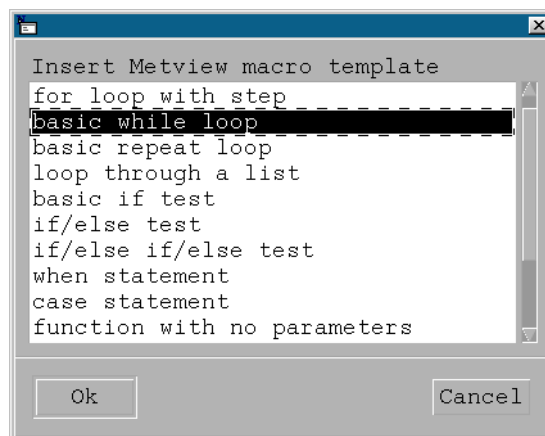 Insert Metview macro template
for loop with step
basic while loop
basic repeat loop
loop through a list
basic if test
if/else test
if/else if/else test
when statement
case statement
function with no parameters
Ok
Cancel